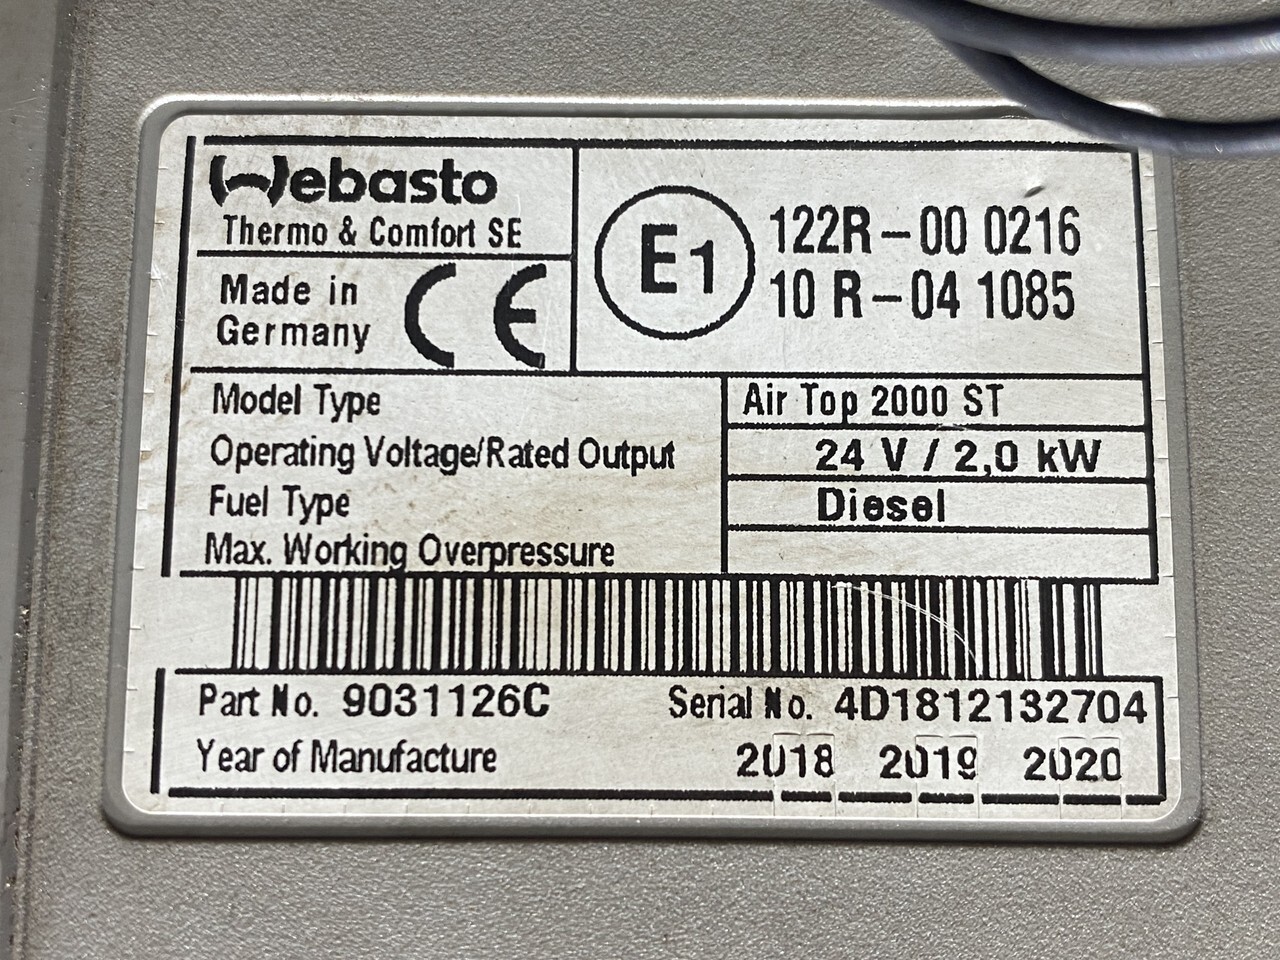 Webasto
Thermo & Comfort SE
Made in
Germany
CE
E1
122R-00 0216
10 R-04 1085
Model Type Air Top 2000 ST
Operating Voltage/Rated Output 24 V / 2,0 kW
Fuel Type Diesel
Max. Working Overpressure
Part No. 9031126C Serial No. 4D1812132704
Year of Manufacture 2018 2019 2020